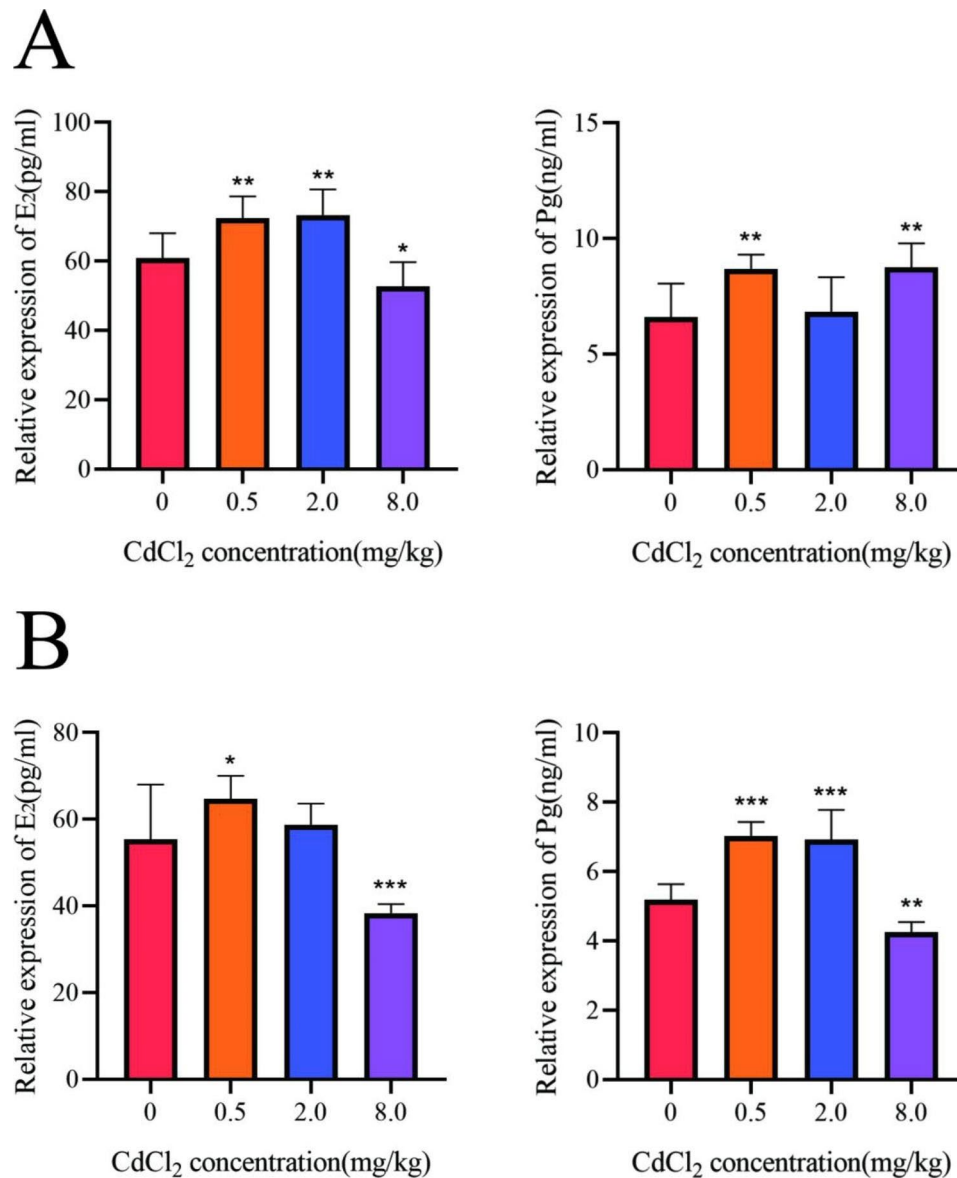 A
Relative expression of E₂(pg/ml)
100
80
60
40
20
0
** ** *
0 0.5 2.0 8.0
CdCl₂ concentration(mg/kg)
Relative expression of Pg(ng/ml)
15
10
5
0
** **
0 0.5 2.0 8.0
CdCl₂ concentration(mg/kg)
B
Relative expression of E₂(pg/ml)
80
60
40
20
0
* ***
0 0.5 2.0 8.0
CdCl₂ concentration(mg/kg)
Relative expression of Pg(ng/ml)
10
8
6
4
2
0
*** *** **
0 0.5 2.0 8.0
CdCl₂ concentration(mg/kg)